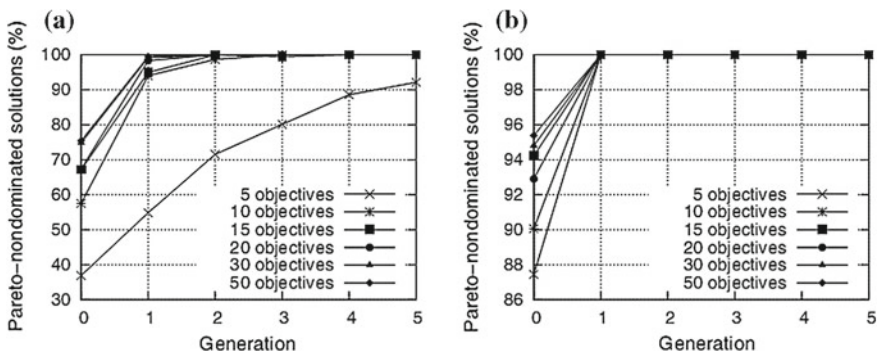 (a)
Pareto-nondominated solutions (%)
100
90
80
70
60
50
40
30
5 objectives
10 objectives
15 objectives
20 objectives
30 objectives
50 objectives
0 1 2 3 4 5
Generation
(b)
Pareto-nondominated solutions (%)
100
98
96
94
92
90
88
86
5 objectives
10 objectives
15 objectives
20 objectives
30 objectives
50 objectives
0 1 2 3 4 5
Generation